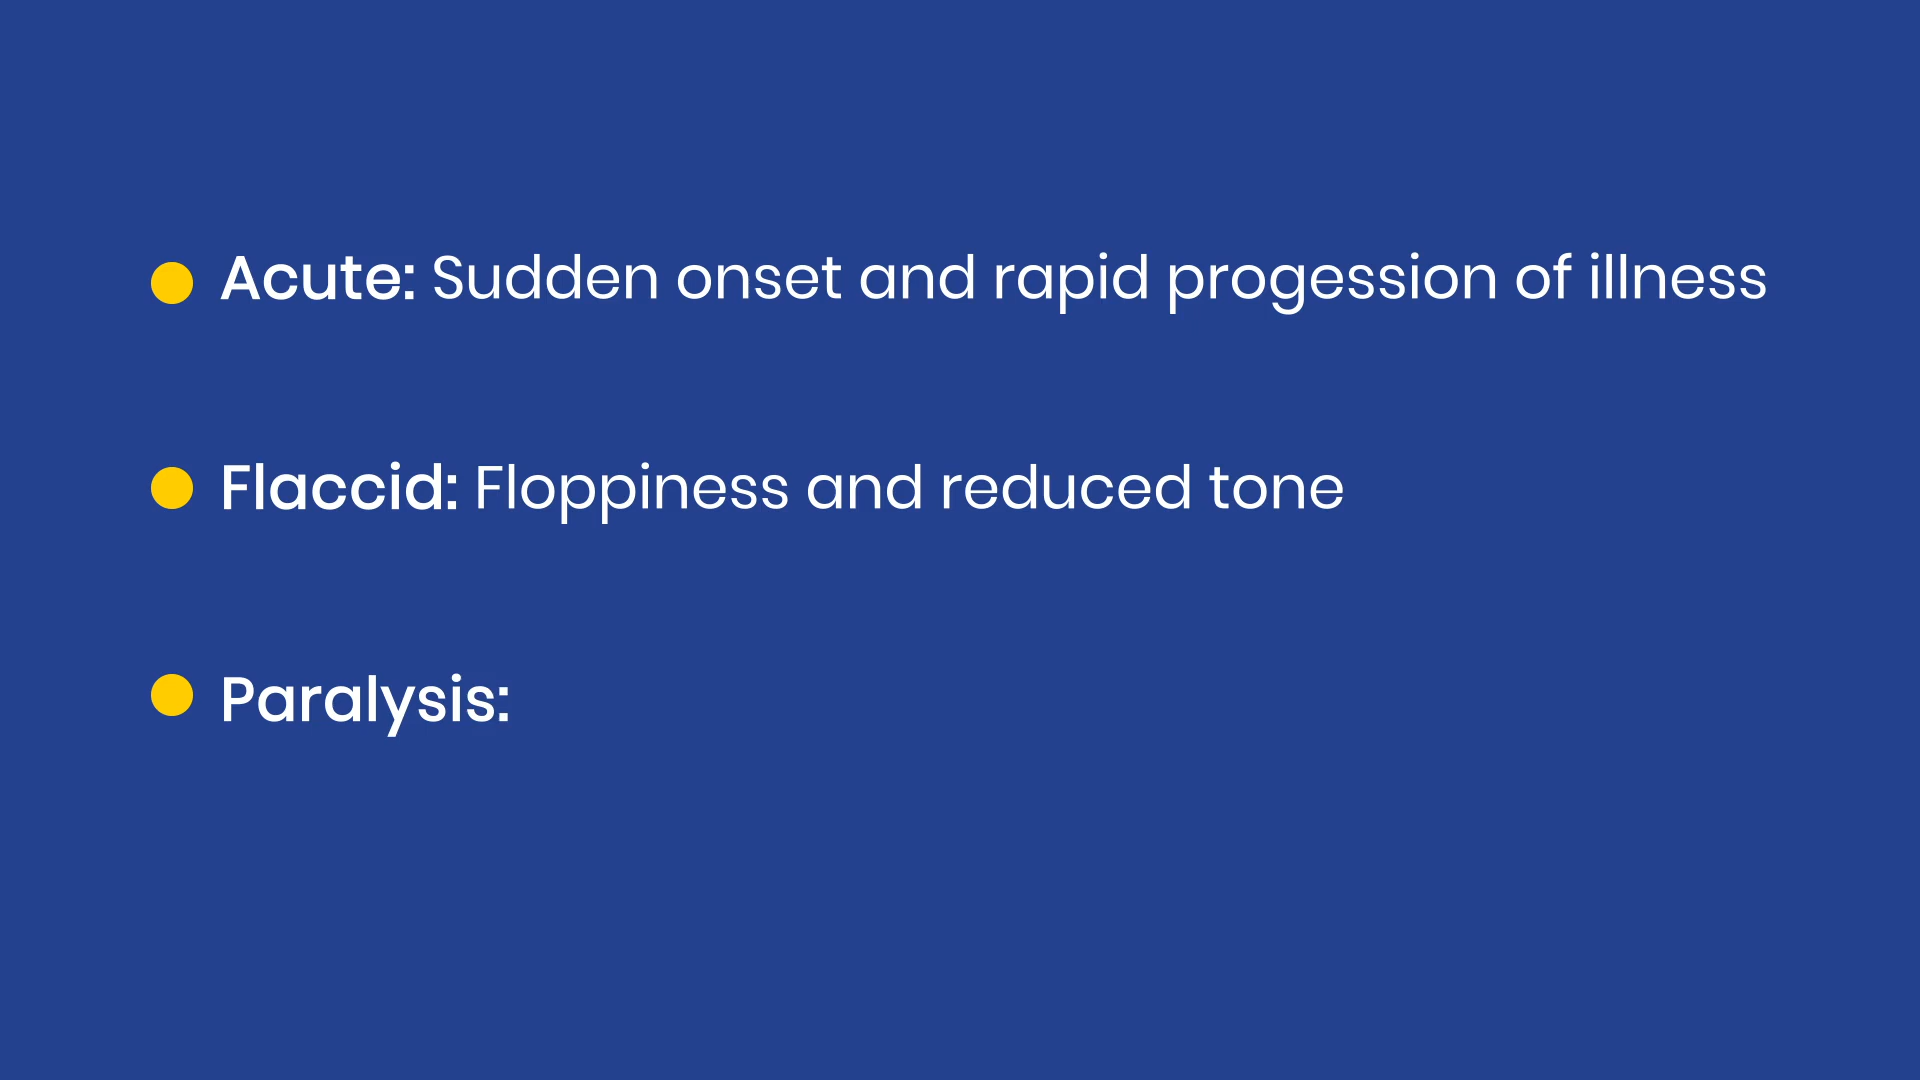 Acute: Sudden onset and rapid progession of illness
Flaccid: Floppiness and reduced tone
Paralysis: